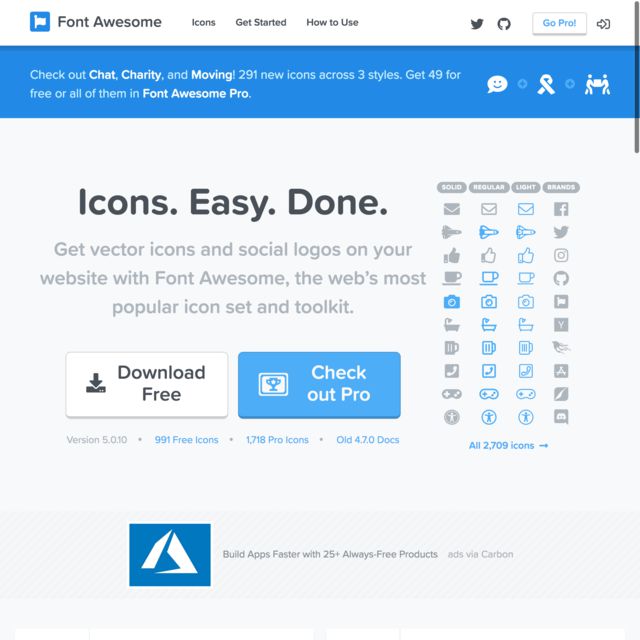 Font Awesome
Icons
Get Started
How to Use
Go Pro!
Check out Chat, Charity, and Moving! 291 new icons across 3 styles. Get 49 for
free or all of them in Font Awesome Pro.
Icons. Easy. Done.
Get vector icons and social logos on your
website with Font Awesome, the web's most
popular icon set and toolkit.
SOLID
REGULAR
LIGHT
BRANDS
Download
Free
Check
out Pro
Version 5.0.10 • 991 Free Icons • 1,718 Pro Icons • Old 4.7.0 Docs
All 2,709 icons →
Build Apps Faster with 25+ Always-Free Products
ads via Carbon